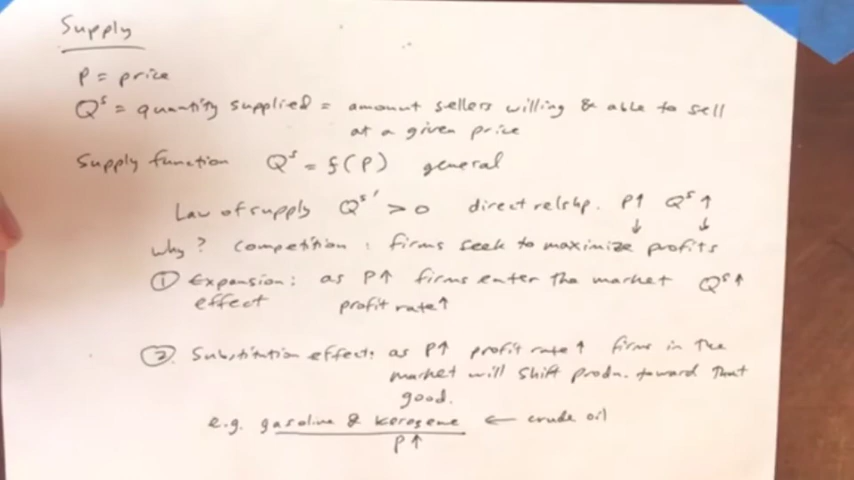 Supply
P = price
Q^s = quantity supplied = amount sellers willing & able to sell
at a given price
Supply function Q^s = f(P) general
Law of supply Q^s' > 0 direct relshp. P↑ Q^s↑
↓ ↓
Why? Competition: firms seek to maximize profits
① Expansion: as P↑ firms enter the market Q^s↑
effect profit rate↑
② Substitution effect: as P↑ profit rate↑ firms in the
market will shift prodn. toward that
good.
e.g. gasoline & kerosene ← crude oil
P↑